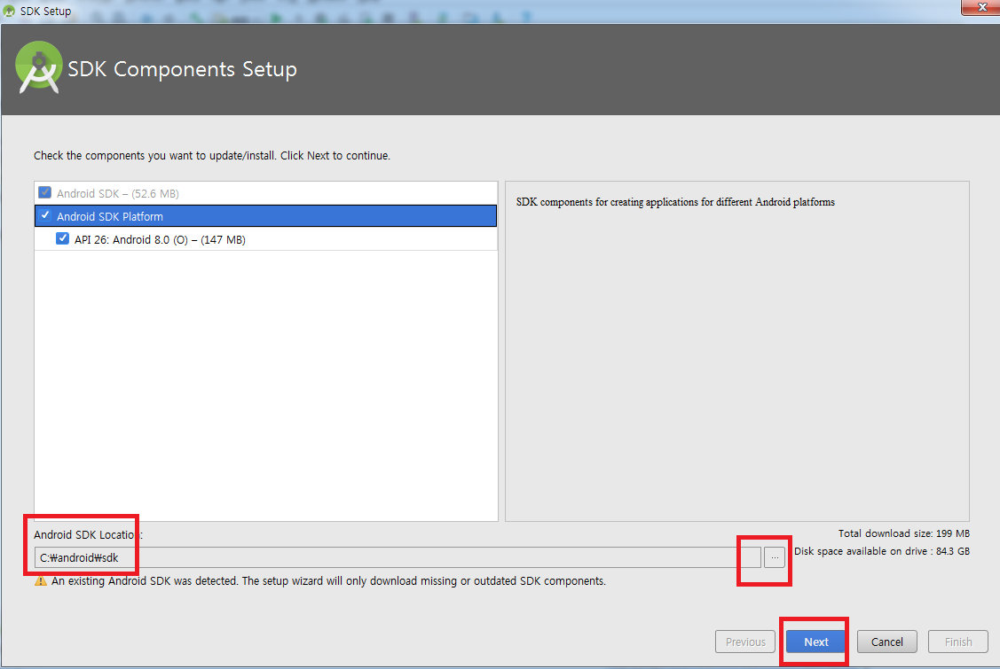 SDK Setup
SDK Components Setup
Check the components you want to update/install. Click Next to continue.
Android SDK – (52.6 MB)
Android SDK Platform
API 26: Android 8.0 (O) – (147 MB)
SDK components for creating applications for different Android platforms
Android SDK Location:
C:₩android₩sdk
...
Total download size: 199 MB
Disk space available on drive : 84.3 GB
An existing Android SDK was detected. The setup wizard will only download missing or outdated SDK components.
Previous
Next
Cancel
Finish